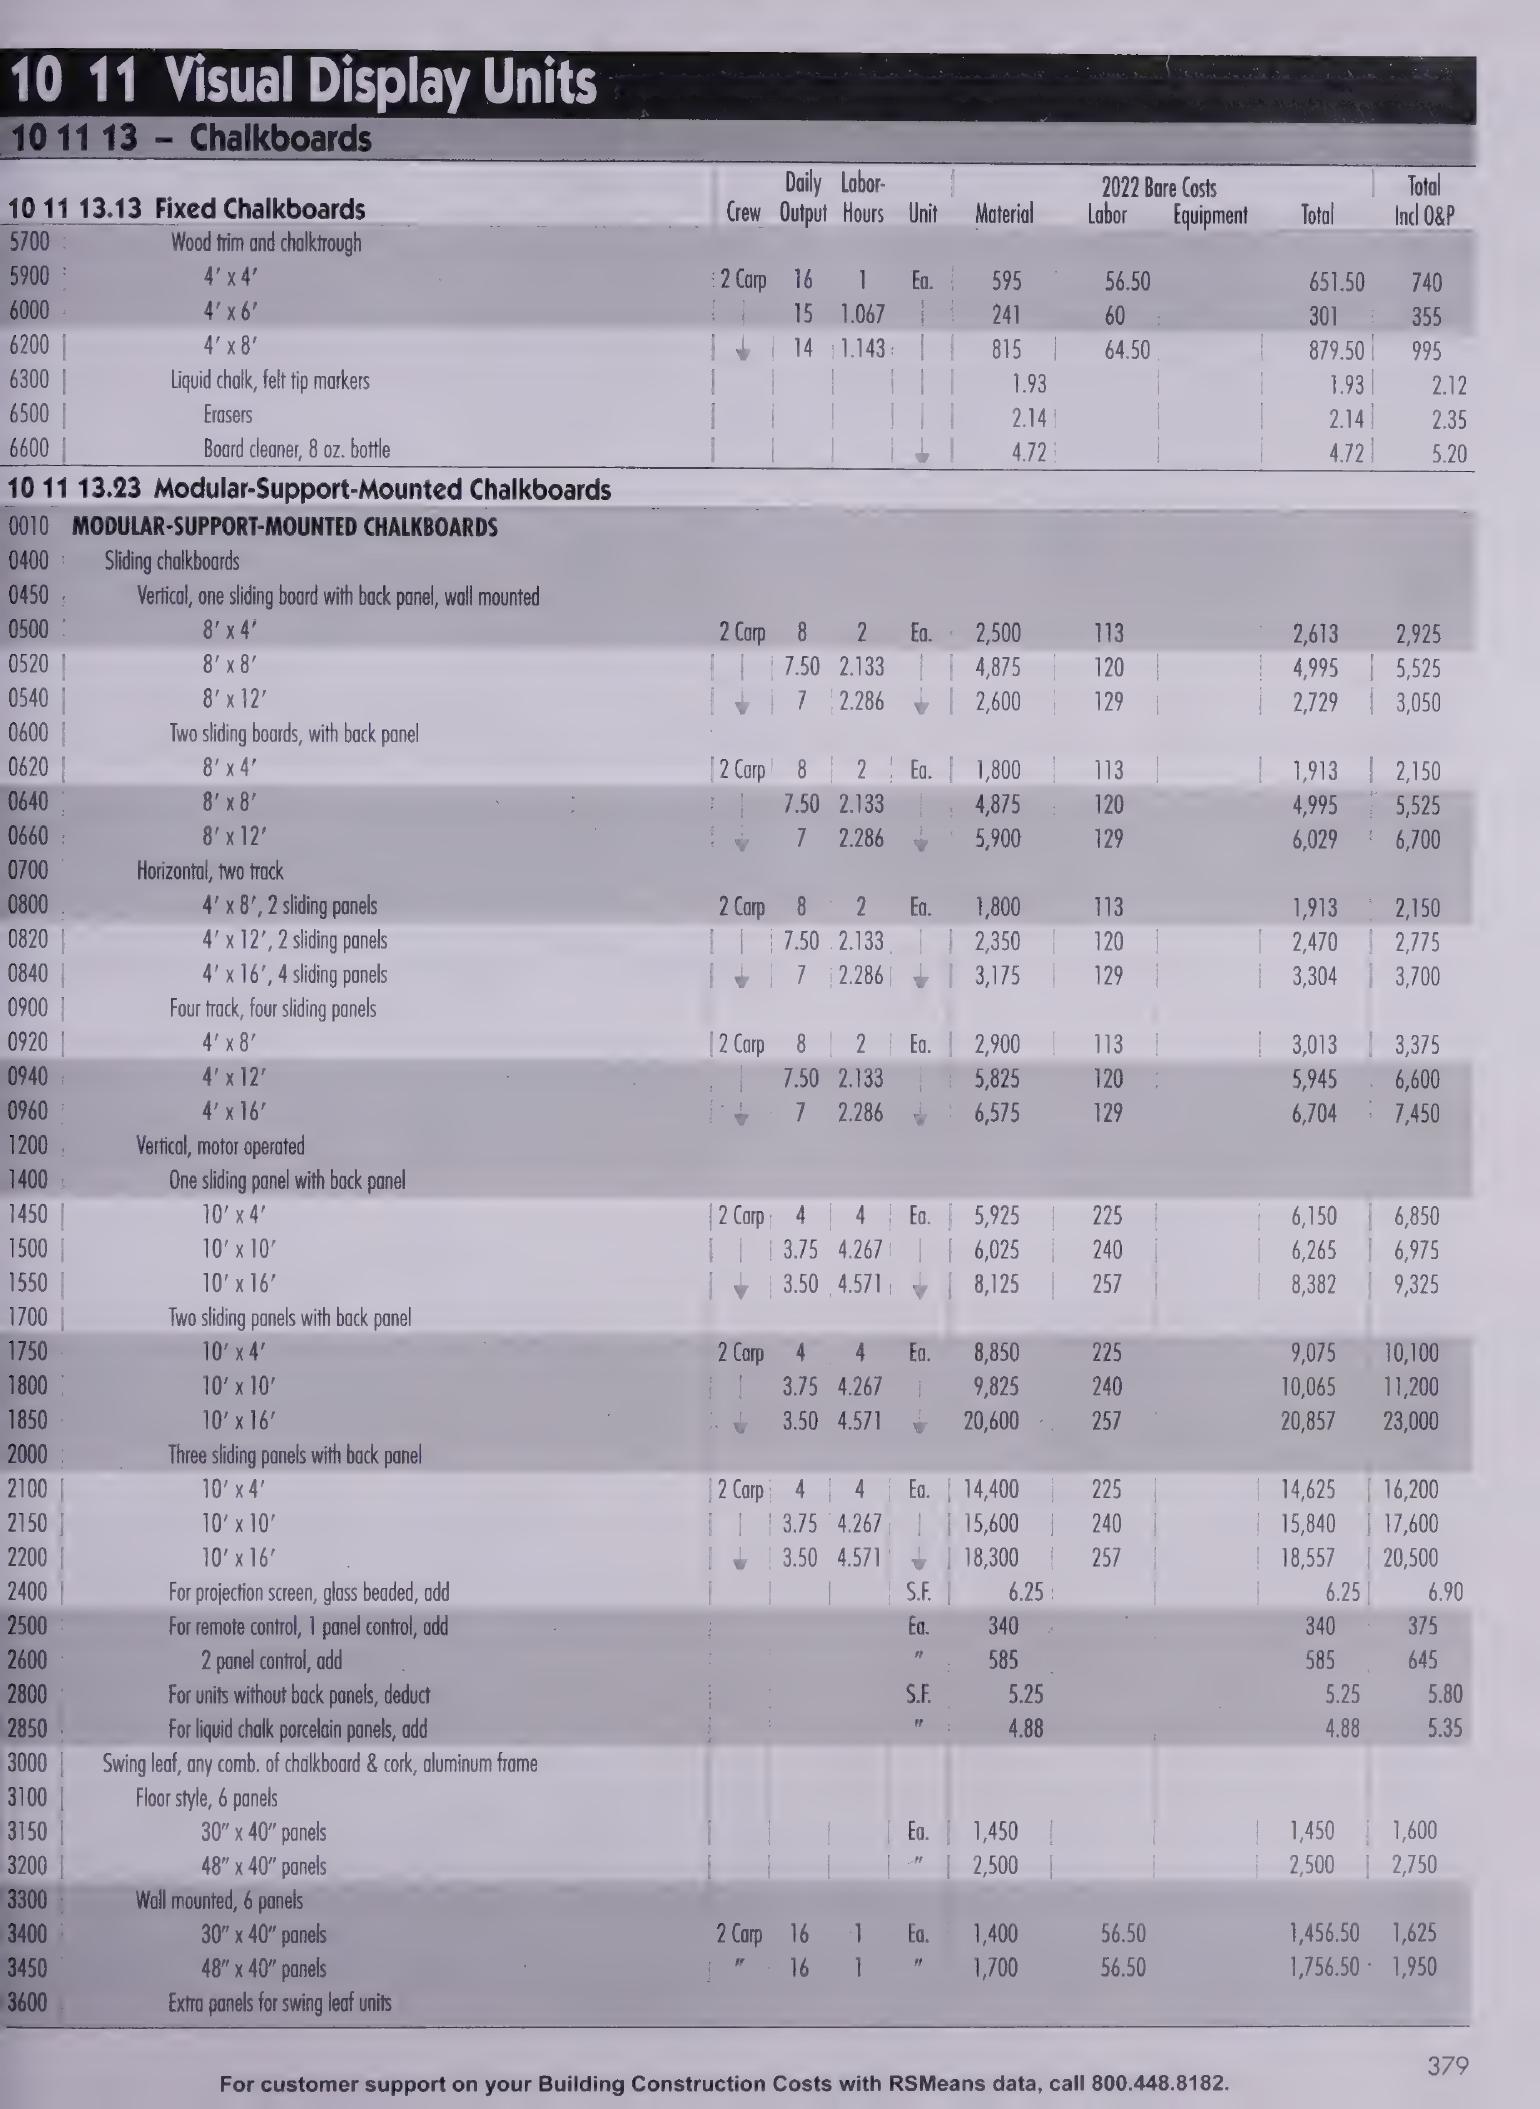 10 11 Visual Display Units
10 11 13 – Chalkboards
10 11 13.13 Fixed Chalkboards Crew Daily Output Labor-Hours Unit Material 2022 Bare Costs Labor Equipment Total Total Incl O&P
5700 Wood trim and chalktrough
5900 4' x 4' 2 Carp 16 1 Ea. 595 56.50 651.50 740
6000 4' x 6' 15 1.067 241 60 301 355
6200 4' x 8' 14 1.143 815 64.50 879.50 995
6300 Liquid chalk, felt tip markers 1.93 1.93 2.12
6500 Erasers 2.14 2.14 2.35
6600 Board cleaner, 8 oz. bottle 4.72 4.72 5.20
10 11 13.23 Modular-Support-Mounted Chalkboards
0010 MODULAR-SUPPORT-MOUNTED CHALKBOARDS
0400 Sliding chalkboards
0450 Vertical, one sliding board with back panel, wall mounted
0500 8' x 4' 2 Carp 8 2 Ea. 2,500 113 2,613 2,925
0520 8' x 8' 7.50 2.133 4,875 120 4,995 5,525
0540 8' x 12' 7 2.286 2,600 129 2,729 3,050
0600 Two sliding boards, with back panel
0620 8' x 4' 2 Carp 8 2 Ea. 1,800 113 1,913 2,150
0640 8' x 8' 7.50 2.133 4,875 120 4,995 5,525
0660 8' x 12' 7 2.286 5,900 129 6,029 6,700
0700 Horizontal, two track
0800 4' x 8', 2 sliding panels 2 Carp 8 2 Ea. 1,800 113 1,913 2,150
0820 4' x 12', 2 sliding panels 7.50 2.133 2,350 120 2,470 2,775
0840 4' x 16', 4 sliding panels 7 2.286 3,175 129 3,304 3,700
0900 Four track, four sliding panels
0920 4' x 8' 2 Carp 8 2 Ea. 2,900 113 3,013 3,375
0940 4' x 12' 7.50 2.133 5,825 120 5,945 6,600
0960 4' x 16' 7 2.286 6,575 129 6,704 7,450
1200 Vertical, motor operated
1400 One sliding panel with back panel
1450 10' x 4' 2 Carp 4 4 Ea. 5,925 225 6,150 6,850
1500 10' x 10' 3.75 4.267 6,025 240 6,265 6,975
1550 10' x 16' 3.50 4.571 8,125 257 8,382 9,325
1700 Two sliding panels with back panel
1750 10' x 4' 2 Carp 4 4 Ea. 8,850 225 9,075 10,100
1800 10' x 10' 3.75 4.267 9,825 240 10,065 11,200
1850 10' x 16' 3.50 4.571 20,600 257 20,857 23,000
2000 Three sliding panels with back panel
2100 10' x 4' 2 Carp 4 4 Ea. 14,400 225 14,625 16,200
2150 10' x 10' 3.75 4.267 15,600 240 15,840 17,600
2200 10' x 16' 3.50 4.571 18,300 257 18,557 20,500
2400 For projection screen, glass beaded, add S.F. 6.25 6.25 6.90
2500 For remote control, 1 panel control, add Ea. 340 340 375
2600 2 panel control, add " 585 585 645
2800 For units without back panels, deduct S.F. 5.25 5.25 5.80
2850 For liquid chalk porcelain panels, add " 4.88 4.88 5.35
3000 Swing leaf, any comb. of chalkboard & cork, aluminum frame
3100 Floor style, 6 panels
3150 30" x 40" panels Ea. 1,450 1,450 1,600
3200 48" x 40" panels " 2,500 2,500 2,750
3300 Wall mounted, 6 panels
3400 30" x 40" panels 2 Carp 16 1 Ea. 1,400 56.50 1,456.50 1,625
3450 48" x 40" panels " 16 1 " 1,700 56.50 1,756.50 1,950
3600 Extra panels for swing leaf units
379
For customer support on your Building Construction Costs with RSMeans data, call 800.448.8182.